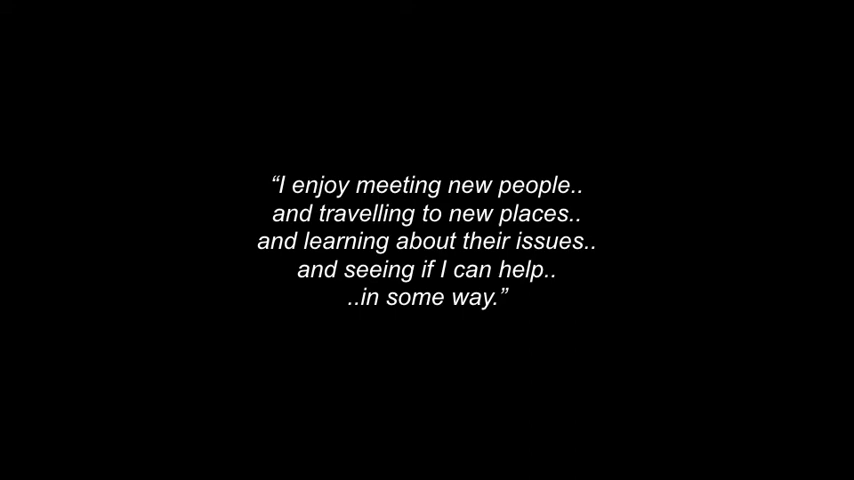 “I enjoy meeting new people..
and travelling to new places..
and learning about their issues..
and seeing if I can help..
..in some way.”